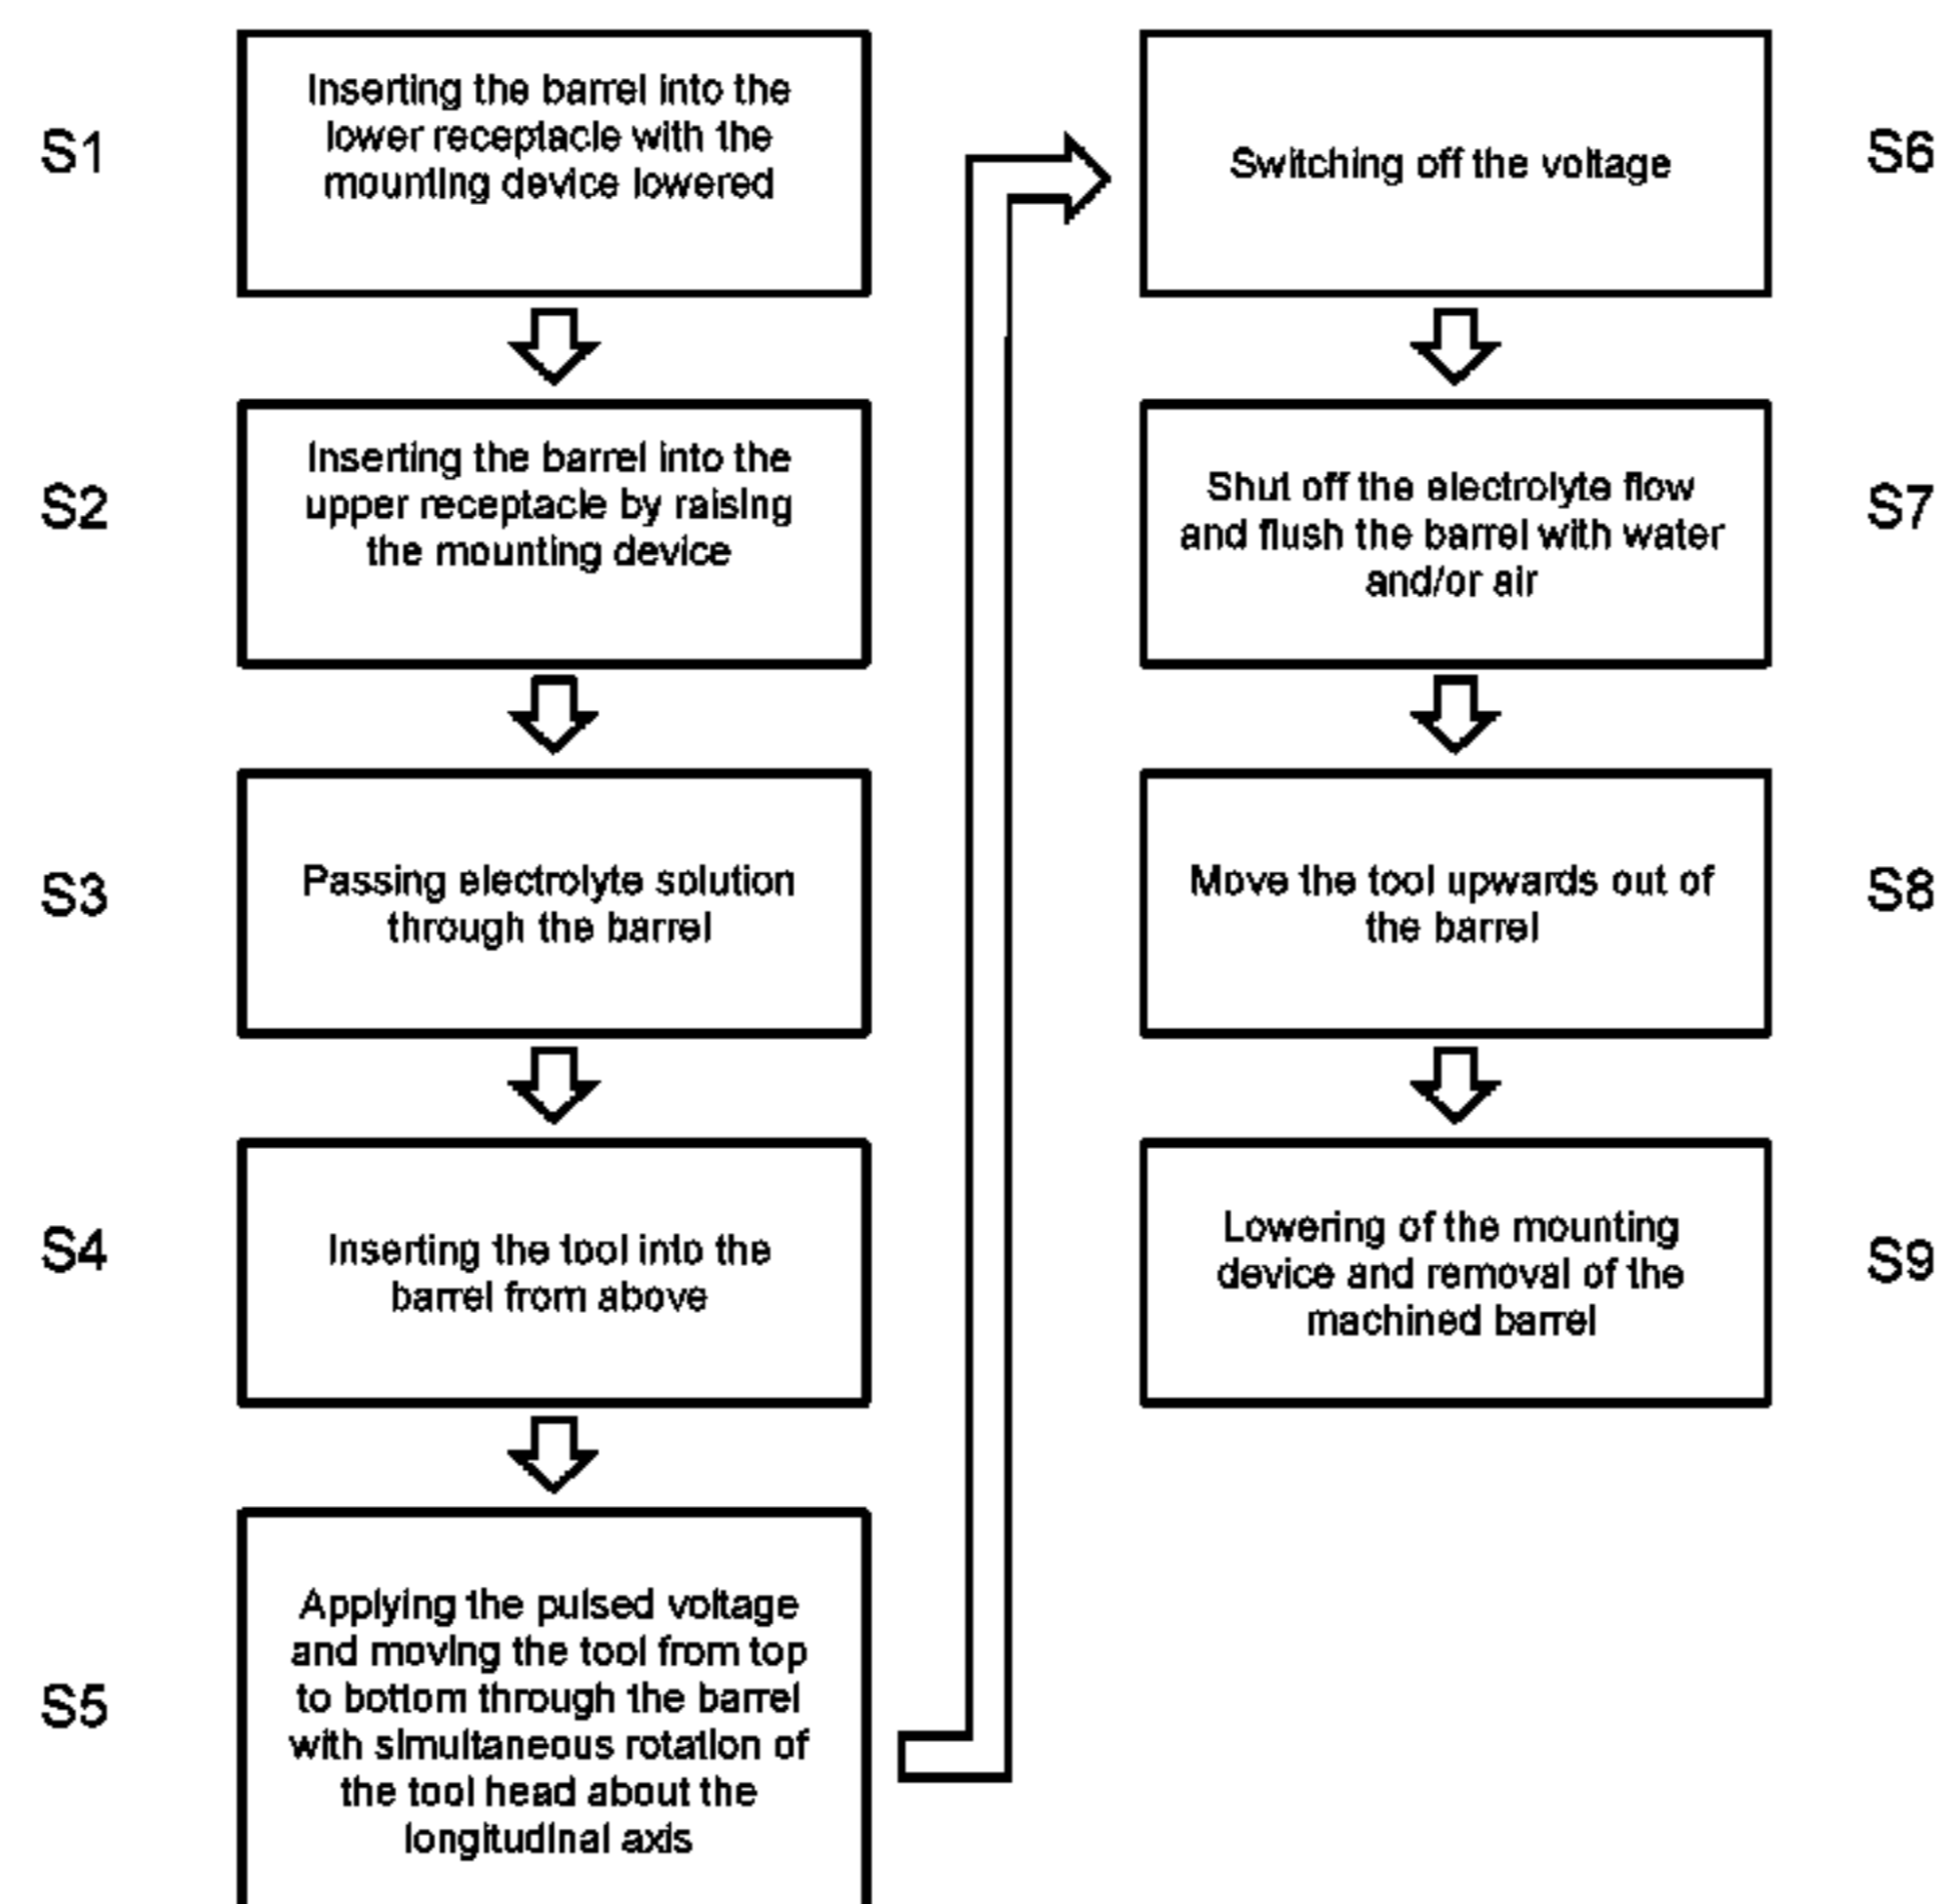 S1
Inserting the barrel into the
lower receptacle with the
mounting device lowered
S2
Inserting the barrel into the
upper receptacle by raising
the mounting device
S3
Passing electrolyte solution
through the barrel
S4
Inserting the tool into the
barrel from above
S5
Applying the pulsed voltage
and moving the tool from top
to bottom through the barrel
with simultaneous rotation of
the tool head about the
longitudinal axis
Switching off the voltage
S6
Shut off the electrolyte flow
and flush the barrel with water
and/or air
S7
Move the tool upwards out of
the barrel
S8
Lowering of the mounting
device and removal of the
machined barrel
S9